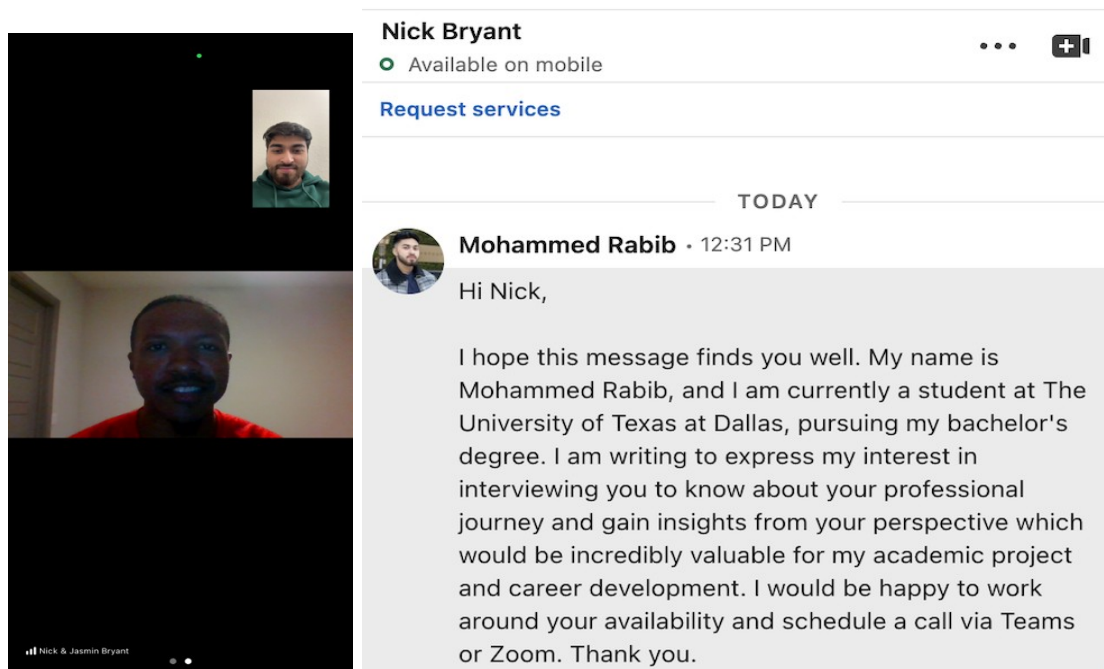 Nick & Jasmin Bryant
Nick Bryant
Available on mobile
Request services
TODAY
Mohammed Rabib • 12:31 PM
Hi Nick,
I hope this message finds you well. My name is
Mohammed Rabib, and I am currently a student at The
University of Texas at Dallas, pursuing my bachelor's
degree. I am writing to express my interest in
interviewing you to know about your professional
journey and gain insights from your perspective which
would be incredibly valuable for my academic project
and career development. I would be happy to work
around your availability and schedule a call via Teams
or Zoom. Thank you.